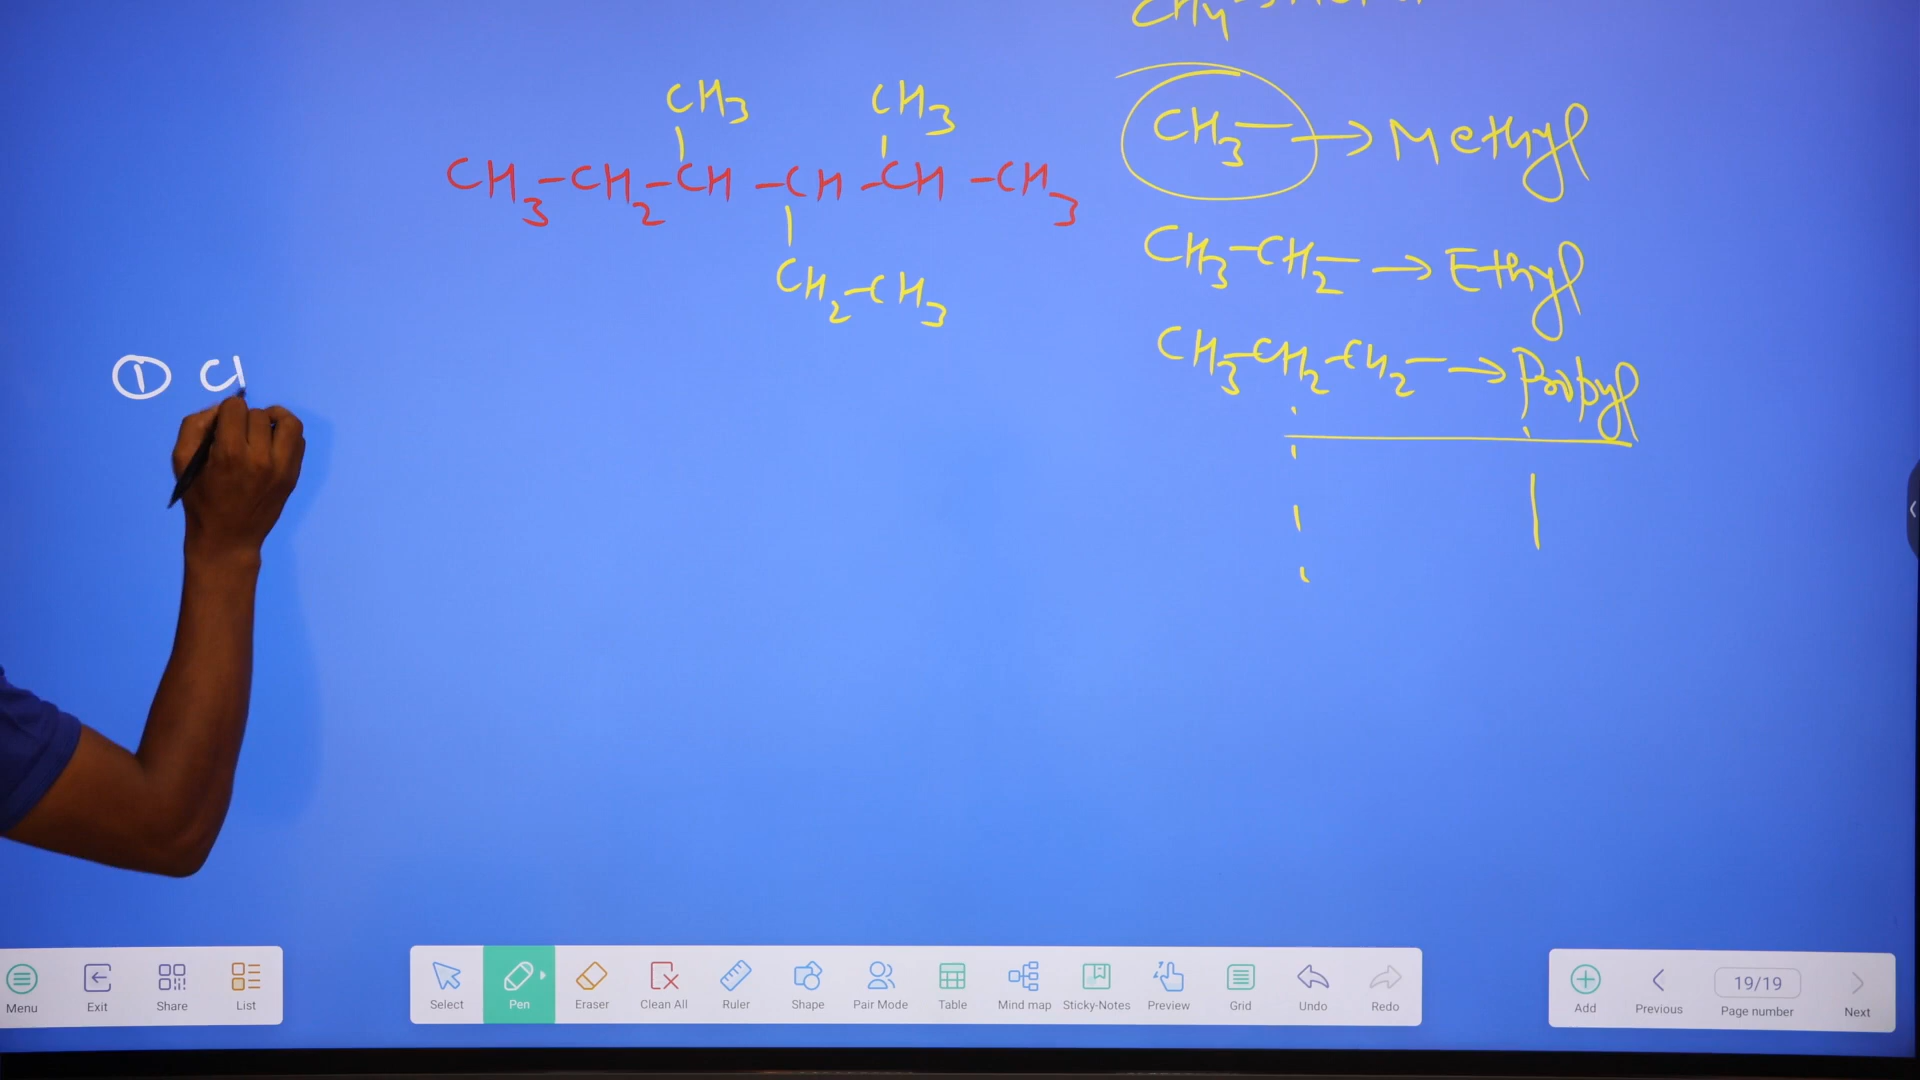 CH3 CH3
CH3-CH2-CH-CH-CH-CH3
CH2-CH3
CH3- → Methyl
CH3-CH2- → Ethyl
CH3-CH2-CH2- → Propyl
① CH
Menu Exit Share List
Select Pen Eraser Clean All Ruler Shape Pair Mode Table Mind map Sticky-Notes Preview Grid Undo Redo
Add Previous 19/19 Page number Next